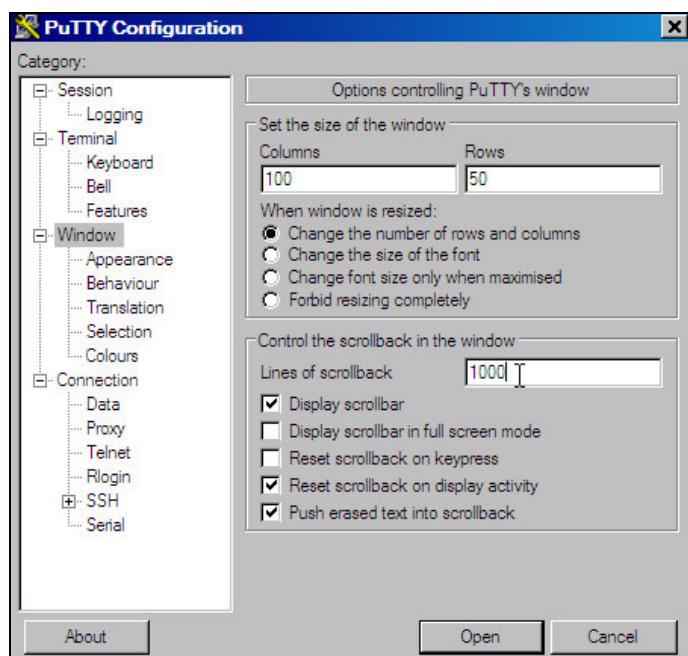 PuTTY Configuration
Category:
Session
Logging
Terminal
Keyboard
Bell
Features
Window
Appearance
Behaviour
Translation
Selection
Colours
Connection
Data
Proxy
Telnet
Rlogin
SSH
Serial
Options controlling PuTTY's window
Set the size of the window
Columns Rows
100 50
When window is resized:
Change the number of rows and columns
Change the size of the font
Change font size only when maximised
Forbid resizing completely
Control the scrollback in the window
Lines of scrollback 1000
Display scrollbar
Display scrollbar in full screen mode
Reset scrollback on keypress
Reset scrollback on display activity
Push erased text into scrollback
About Open Cancel